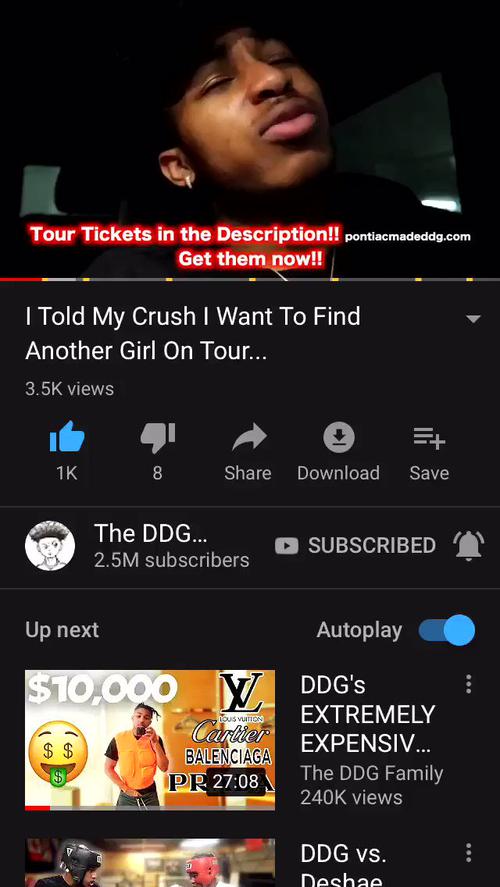 Tour Tickets in the Description!! pontiacmadeddg.com
Get them now!!
I Told My Crush I Want To Find
Another Girl On Tour...
3.5K views
1K
8
Share
Download
Save
The DDG...
2.5M subscribers
SUBSCRIBED
Up next
Autoplay
$10,000
LV
LOUIS VUITTON
Cartier
BALENCIAGA
27:08
DDG's
EXTREMELY
EXPENSIV...
The DDG Family
240K views
DDG vs.
Deshae